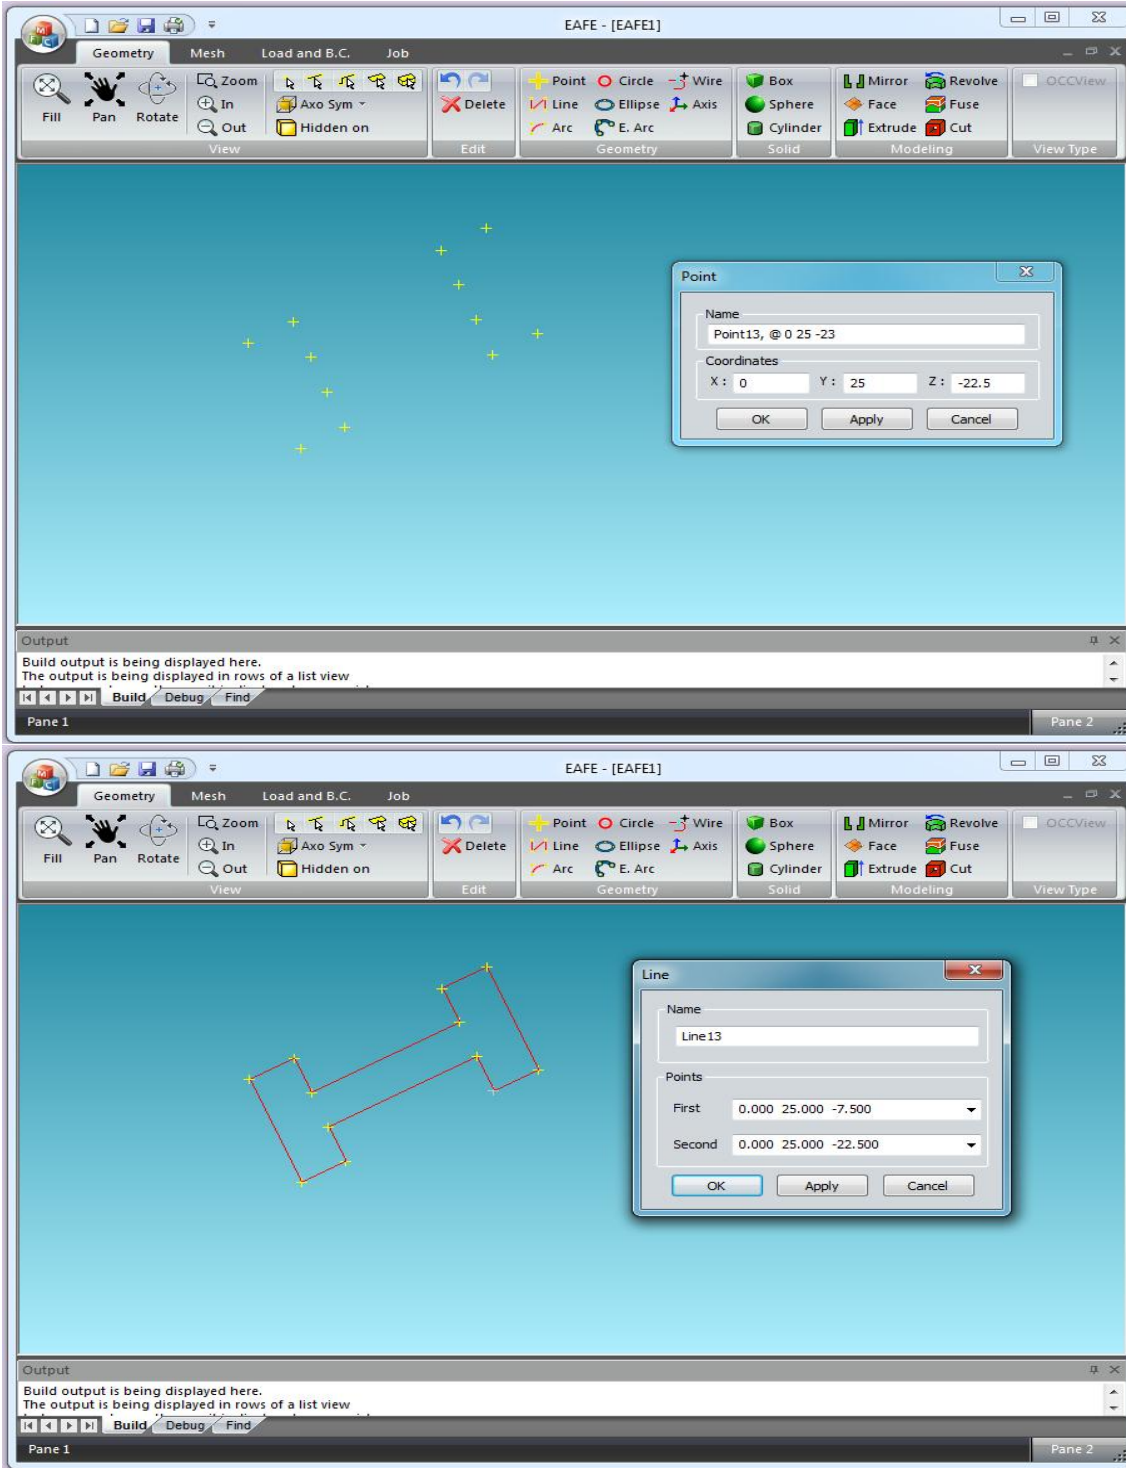 EAFE - [EAFE1]
Geometry Mesh Load and B.C. Job
Fill Pan Rotate Zoom In Out Axo Sym Hidden on
Delete
Point Circle Wire
Line Ellipse Axis
Arc E. Arc
Box
Sphere
Cylinder
Mirror Revolve
Face Fuse
Extrude Cut
OCCView
View Edit Geometry Solid Modeling View Type
Point
Name
Point13, @ 0 25 -23
Coordinates
X : 0 Y : 25 Z : -22.5
OK Apply Cancel
Output
Build output is being displayed here.
The output is being displayed in rows of a list view
Build Debug Find
Pane 1 Pane 2
EAFE - [EAFE1]
Geometry Mesh Load and B.C. Job
Fill Pan Rotate Zoom In Out Axo Sym Hidden on
Delete
Point Circle Wire
Line Ellipse Axis
Arc E. Arc
Box
Sphere
Cylinder
Mirror Revolve
Face Fuse
Extrude Cut
OCCView
View Edit Geometry Solid Modeling View Type
Line
Name
Line13
Points
First 0.000 25.000 -7.500
Second 0.000 25.000 -22.500
OK Apply Cancel
Output
Build output is being displayed here.
The output is being displayed in rows of a list view
Build Debug Find
Pane 1 Pane 2